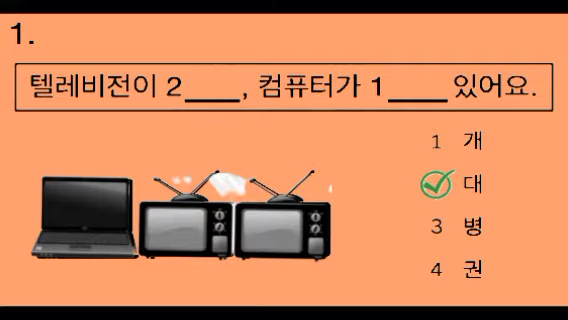 1.
텔레비전이 2____, 컴퓨터가 1____ 있어요.
1 개
대
3 병
4 권